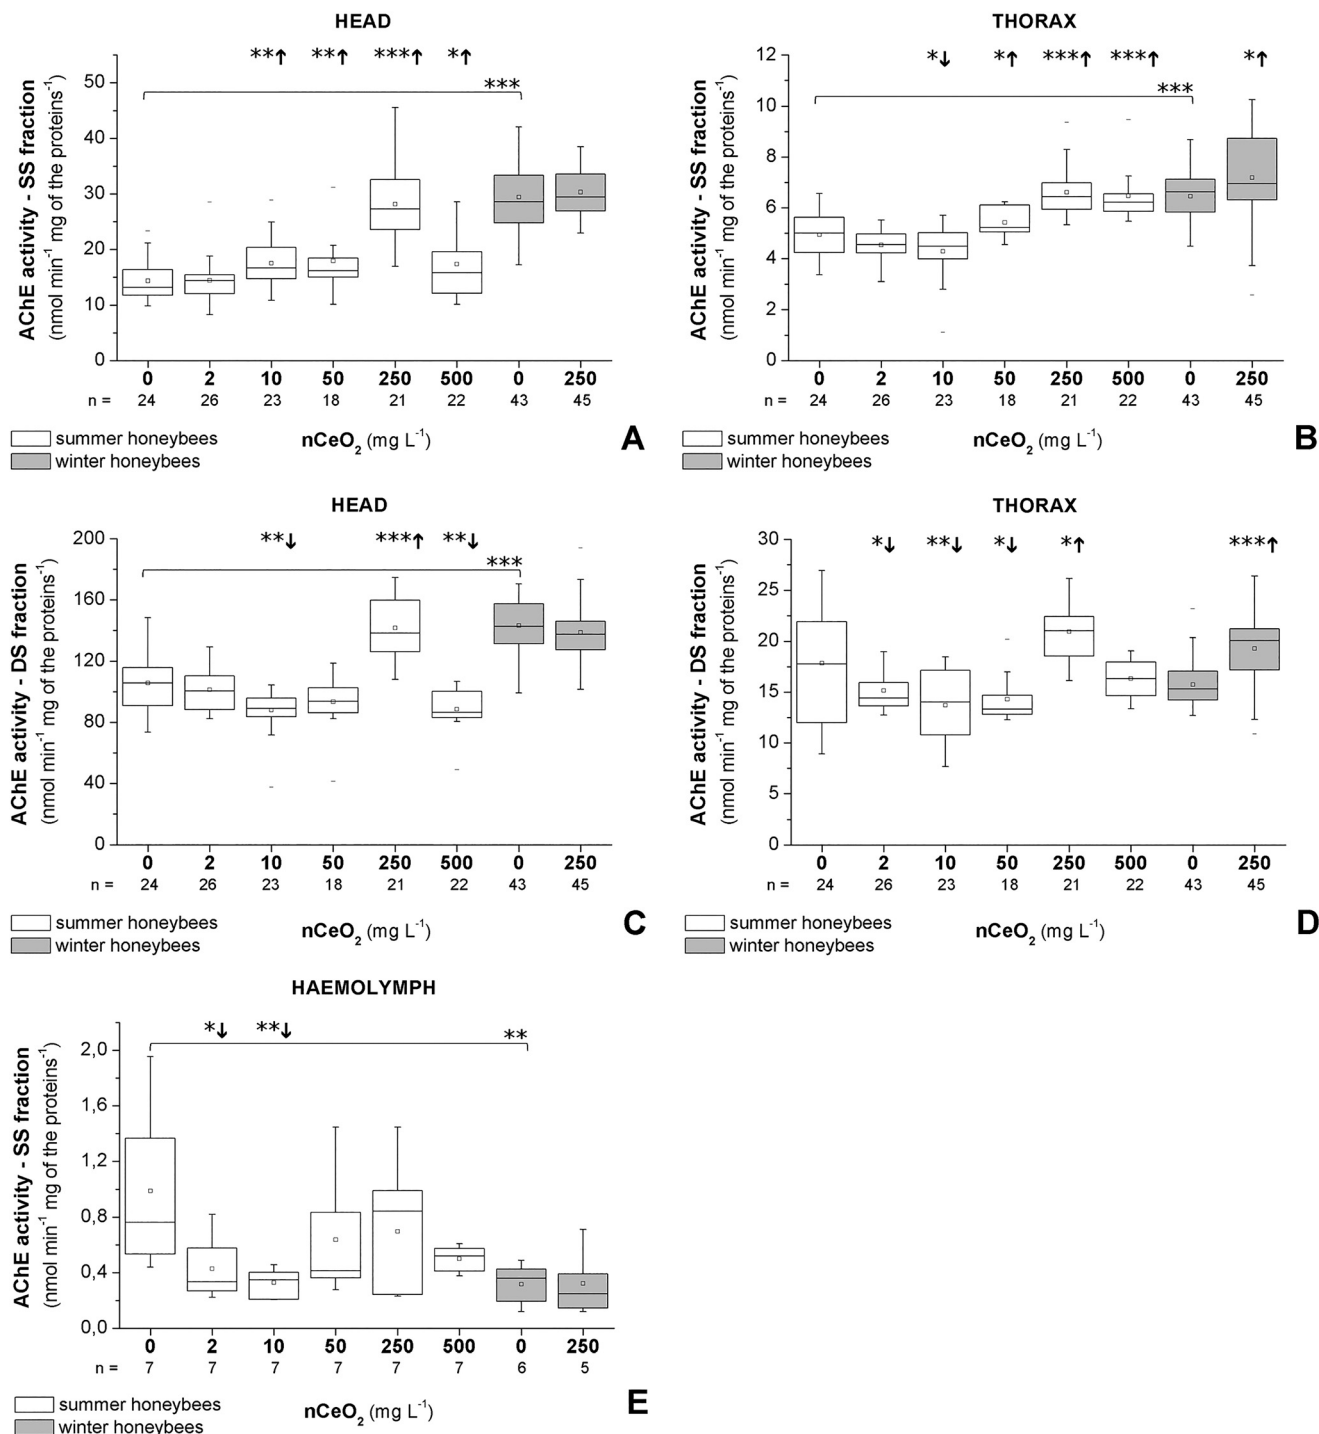 HEAD
**↑ **↑ ***↑ *↑
***
AChE activity - SS fraction
(nmol min⁻¹ mg of the proteins⁻¹)
50
40
30
20
10
0
0 2 10 50 250 500 0 250
n = 24 26 23 18 21 22 43 45
summer honeybees
winter honeybees
nCeO₂ (mg L⁻¹)
A
THORAX
*↓ *↑ ***↑ ***↑ *↑
***
AChE activity - SS fraction
(nmol min⁻¹ mg of the proteins⁻¹)
12
10
8
6
4
2
0
0 2 10 50 250 500 0 250
n = 24 26 23 18 21 22 43 45
summer honeybees
winter honeybees
nCeO₂ (mg L⁻¹)
B
HEAD
**↓ ***↑ **↓
***
AChE activity - DS fraction
(nmol min⁻¹ mg of the proteins⁻¹)
200
160
120
80
40
0
0 2 10 50 250 500 0 250
n = 24 26 23 18 21 22 43 45
summer honeybees
winter honeybees
nCeO₂ (mg L⁻¹)
C
THORAX
*↓ **↓ *↓ *↑ ***↑
AChE activity - DS fraction
(nmol min⁻¹ mg of the proteins⁻¹)
30
25
20
15
10
5
0
0 2 10 50 250 500 0 250
n = 24 26 23 18 21 22 43 45
summer honeybees
winter honeybees
nCeO₂ (mg L⁻¹)
D
HAEMOLYMPH
*↓ **↓
**
AChE activity - SS fraction
(nmol min⁻¹ mg of the proteins⁻¹)
2,0
1,6
1,2
0,8
0,4
0,0
0 2 10 50 250 500 0 250
n = 7 7 7 7 7 7 6 5
summer honeybees
winter honeybees
nCeO₂ (mg L⁻¹)
E